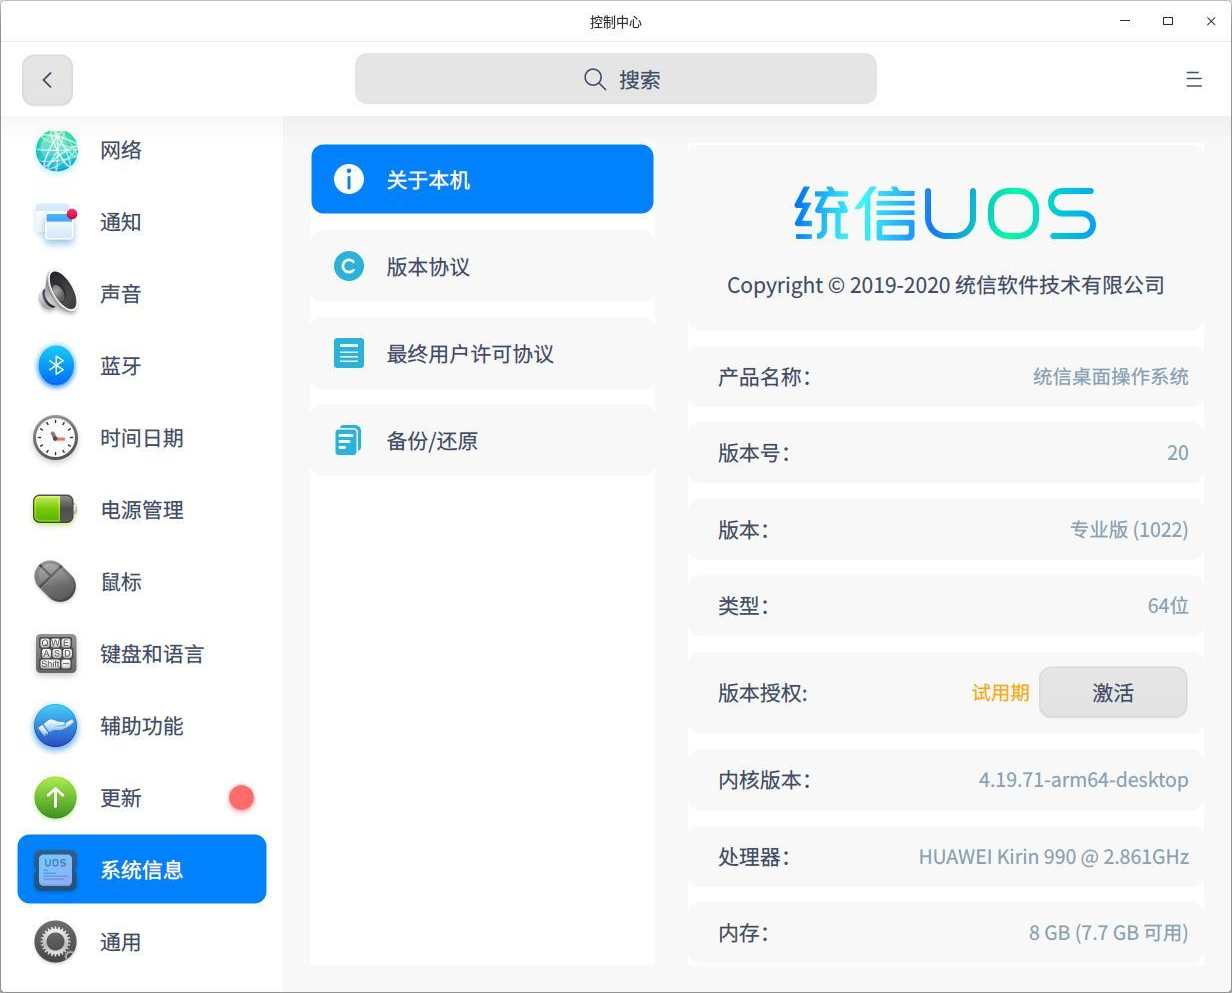 控制中心
搜索
网络
通知
声音
蓝牙
时间日期
电源管理
鼠标
键盘和语言
辅助功能
更新
UOS
系统信息
通用
关于本机
版本协议
最终用户许可协议
备份/还原
统信UOS
Copyright © 2019-2020 统信软件技术有限公司
产品名称： 统信桌面操作系统
版本号： 20
版本： 专业版 (1022)
类型： 64位
版本授权: 试用期 激活
内核版本： 4.19.71-arm64-desktop
处理器： HUAWEI Kirin 990 @ 2.861GHz
内存： 8 GB (7.7 GB 可用)